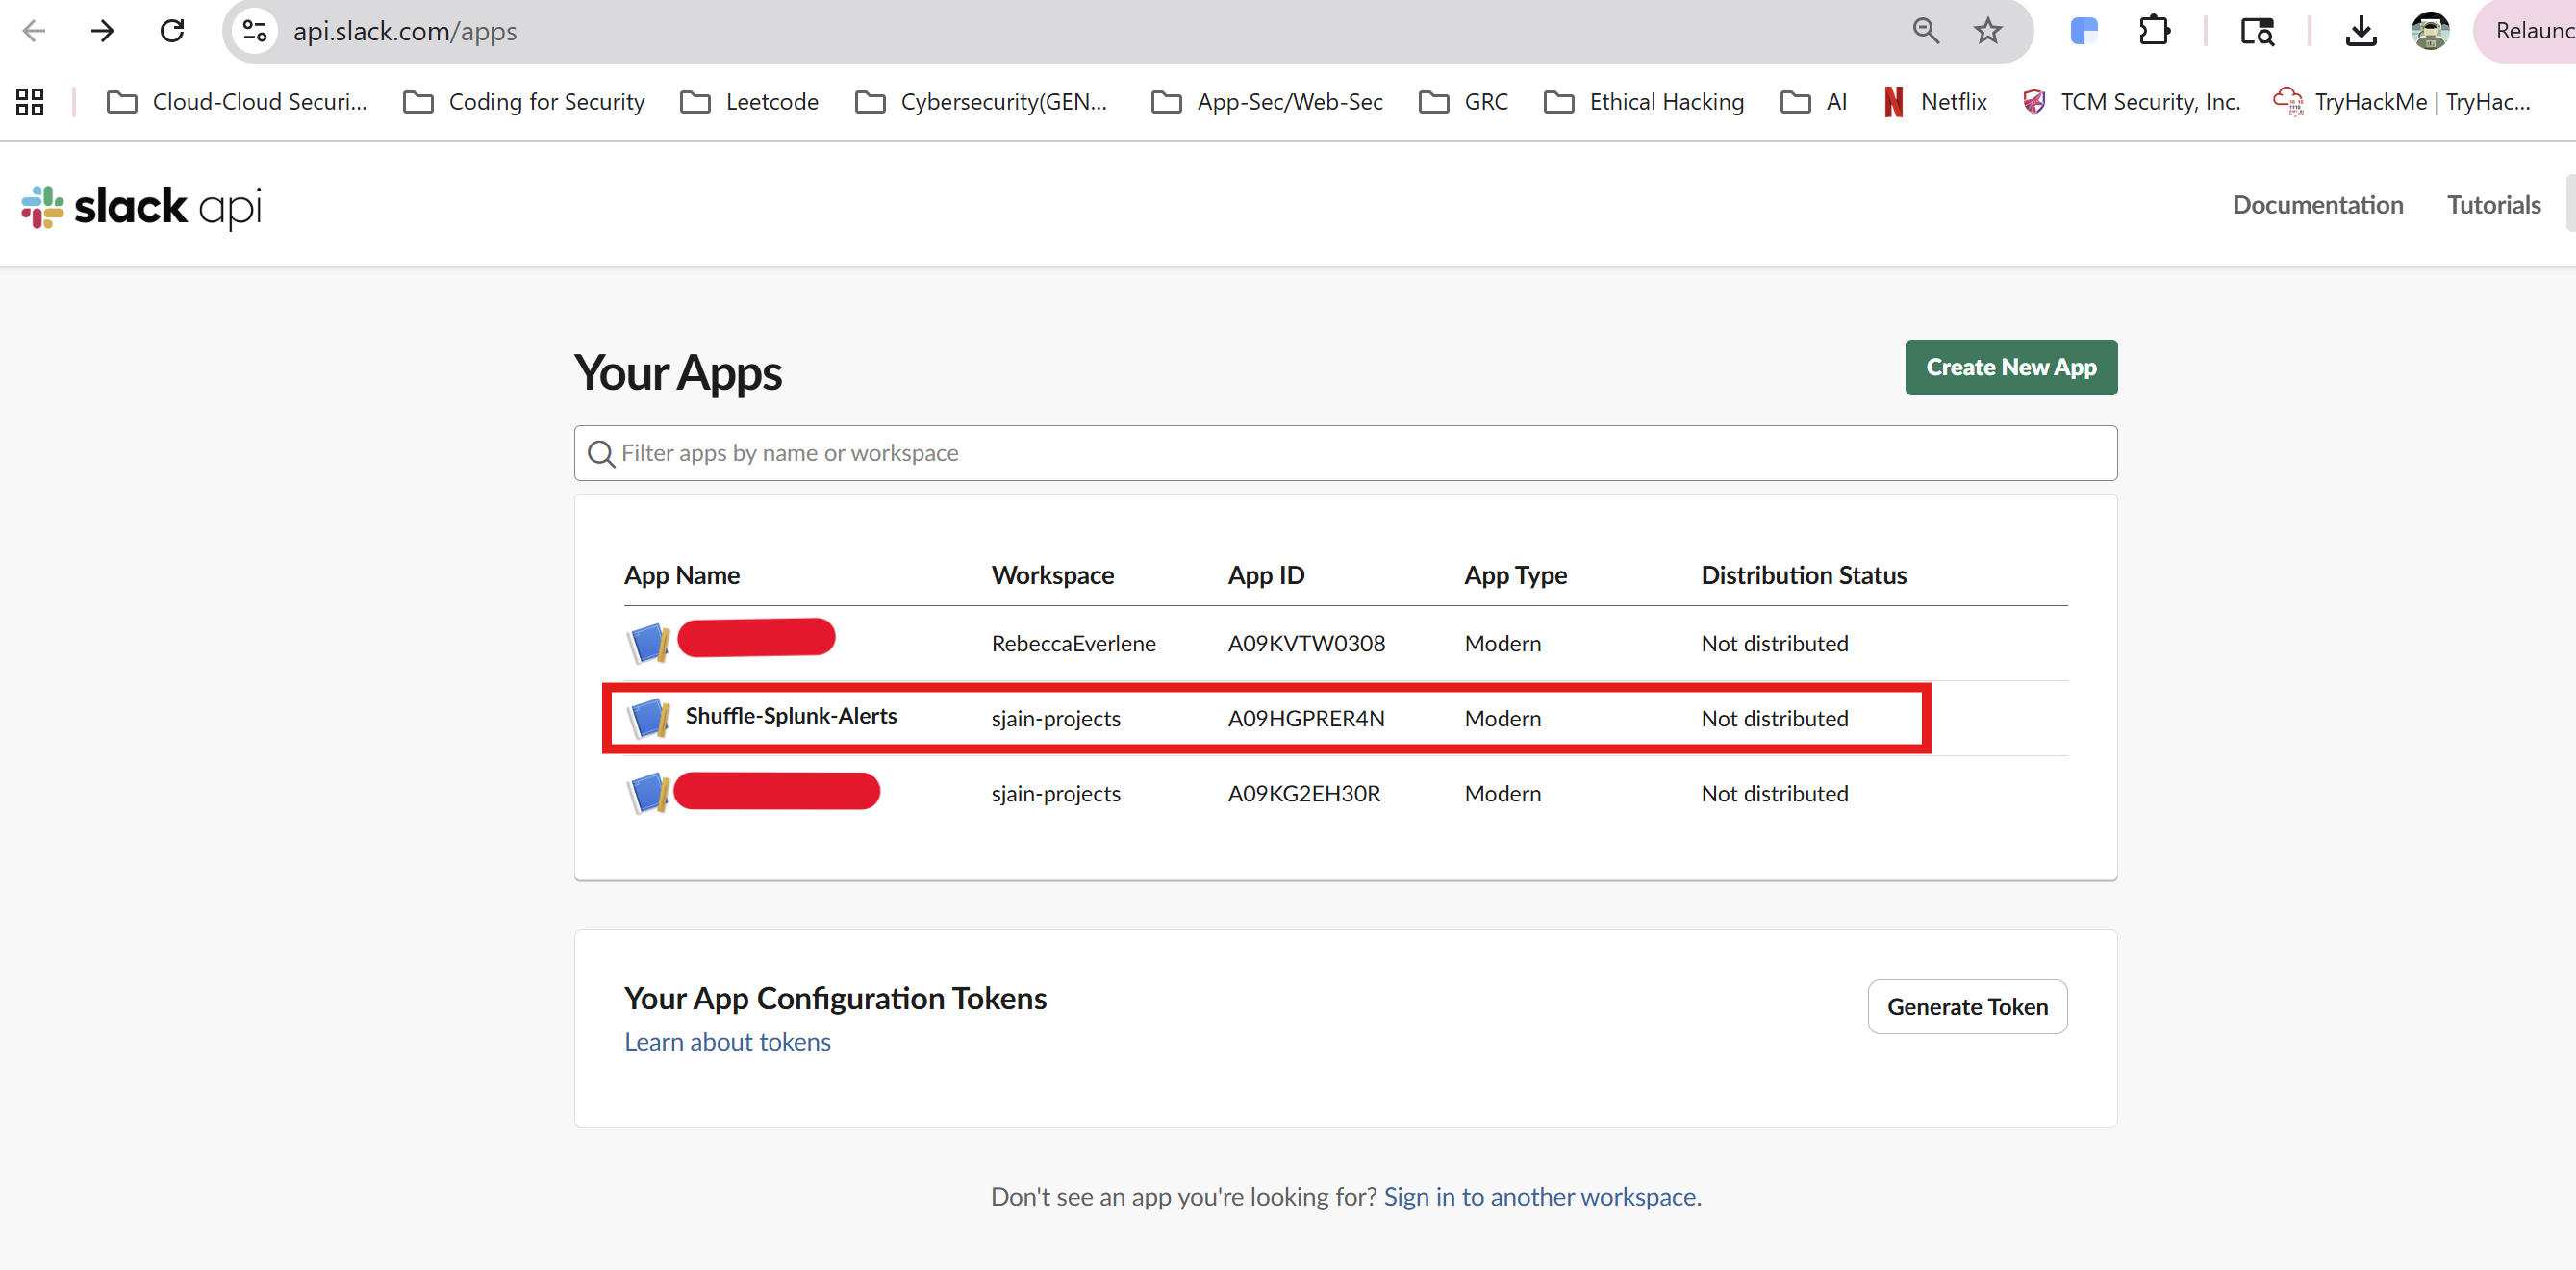 api.slack.com/apps
Relaunc
Cloud-Cloud Securi...
Coding for Security
Leetcode
Cybersecurity(GEN...
App-Sec/Web-Sec
GRC
Ethical Hacking
AI
Netflix
TCM Security, Inc.
TryHackMe | TryHac...
slack api
Documentation
Tutorials
Your Apps
Create New App
Filter apps by name or workspace
App Name Workspace App ID App Type Distribution Status
RebeccaEverlene A09KVTW0308 Modern Not distributed
Shuffle-Splunk-Alerts sjain-projects A09HGPRER4N Modern Not distributed
sjain-projects A09KG2EH30R Modern Not distributed
Your App Configuration Tokens
Generate Token
Learn about tokens
Don't see an app you're looking for? Sign in to another workspace.